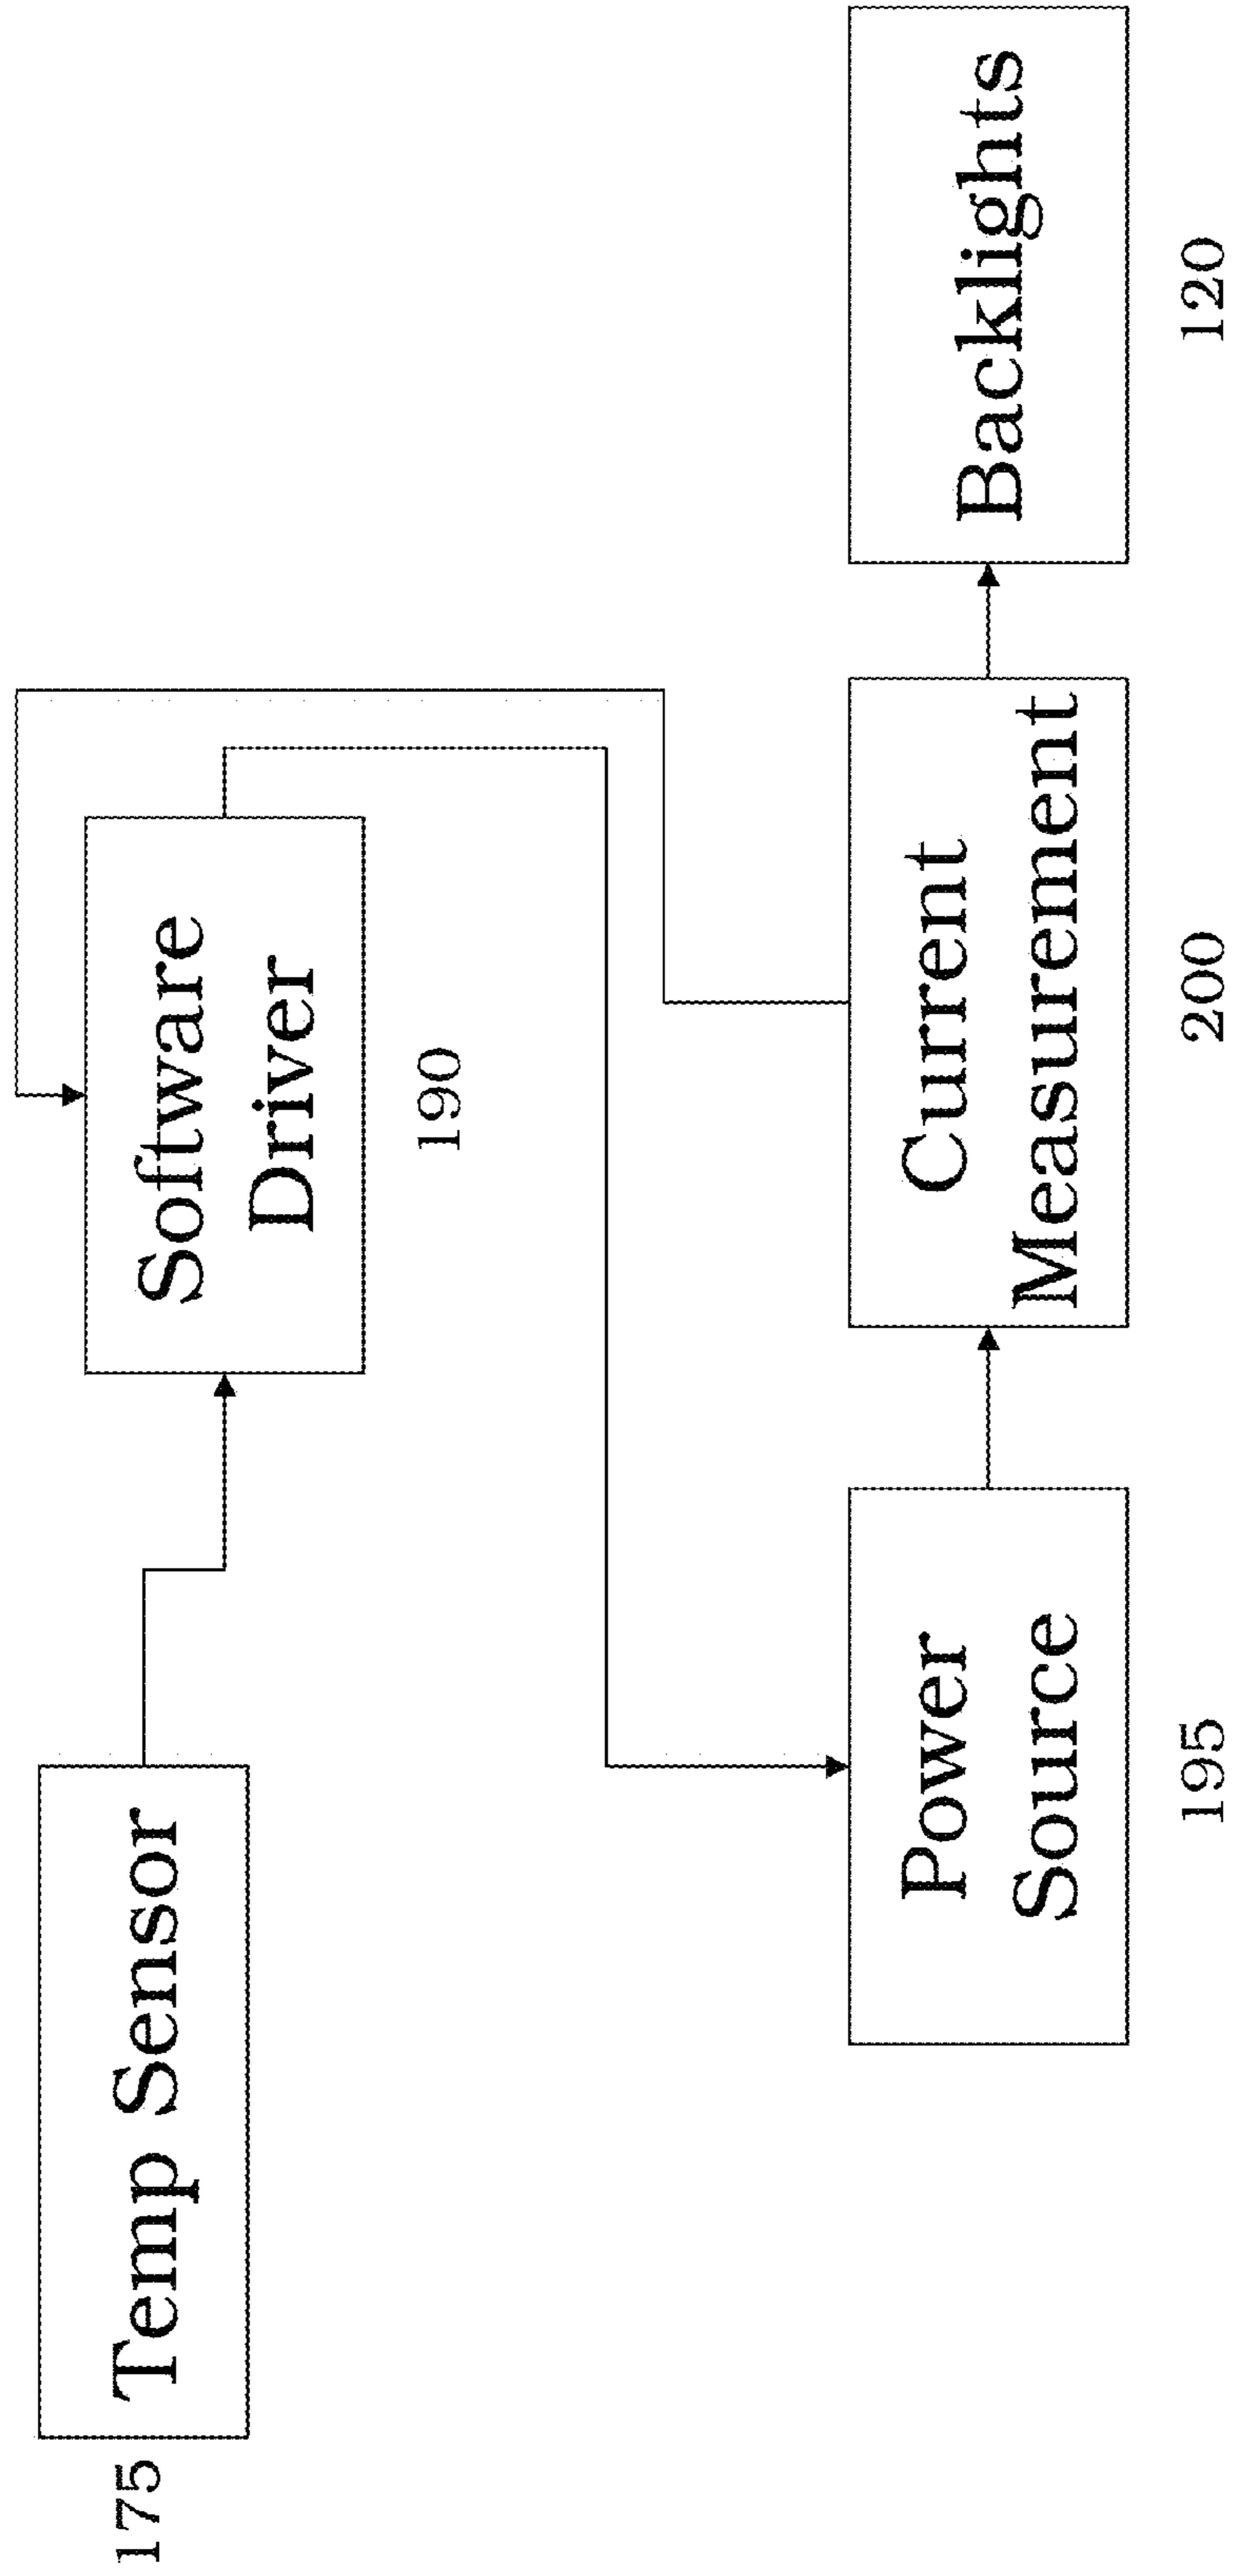 175
Temp Sensor
Software
Driver
190
Power
Source
195
Current
Measurement
200
Backlights
120